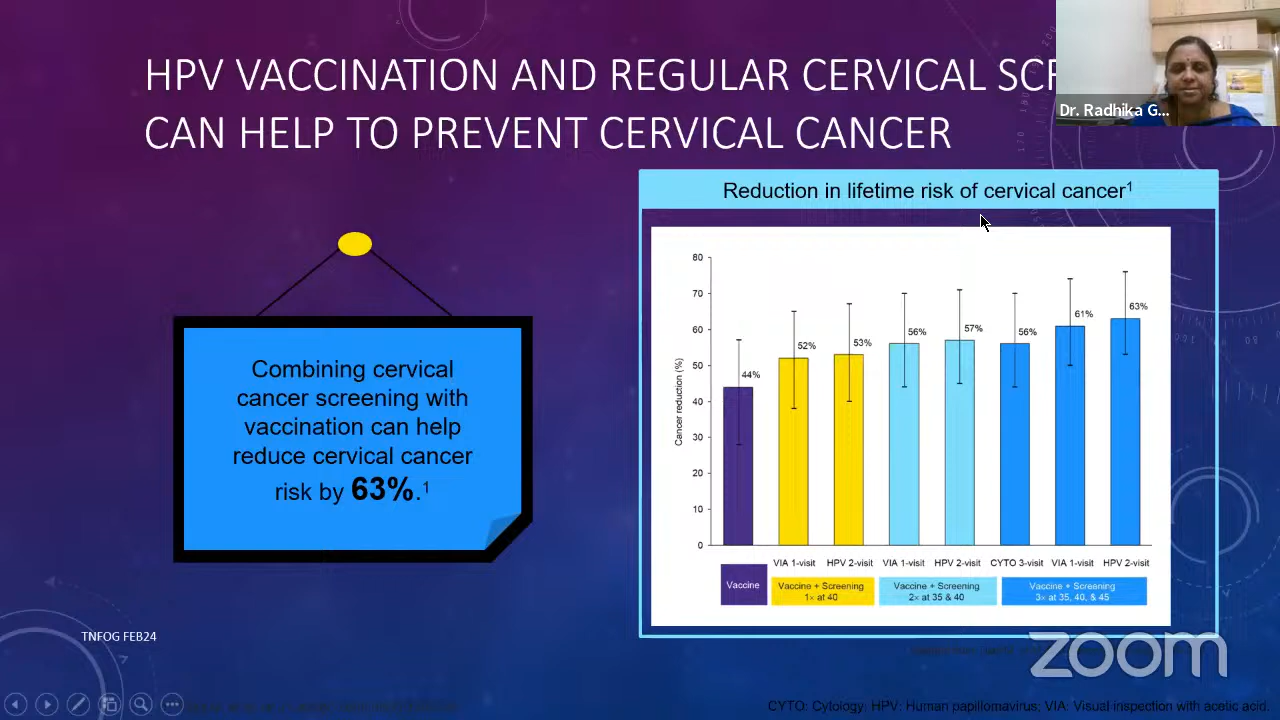 HPV VACCINATION AND REGULAR CERVICAL
CAN HELP TO PREVENT CERVICAL CANCER
Dr. Radhika G...
Reduction in lifetime risk of cervical cancer¹
Combining cervical
cancer screening with
vaccination can help
reduce cervical cancer
risk by 63%.¹
Cancer reduction (%)
80
70
60
50
40
30
20
10
0
44%
52%
53%
56%
57%
56%
61%
63%
VIA 1-visit HPV 2-visit VIA 1-visit HPV 2-visit CYTO 3-visit VIA 1-visit HPV 2-visit
Vaccine
Vaccine + Screening
1× at 40
Vaccine + Screening
2× at 35 & 40
Vaccine + Screening
3× at 35, 40, & 45
TNFOG FEB24
zoom
CYTO: Cytology; HPV: Human papillomavirus; VIA: Visual inspection with acetic acid.